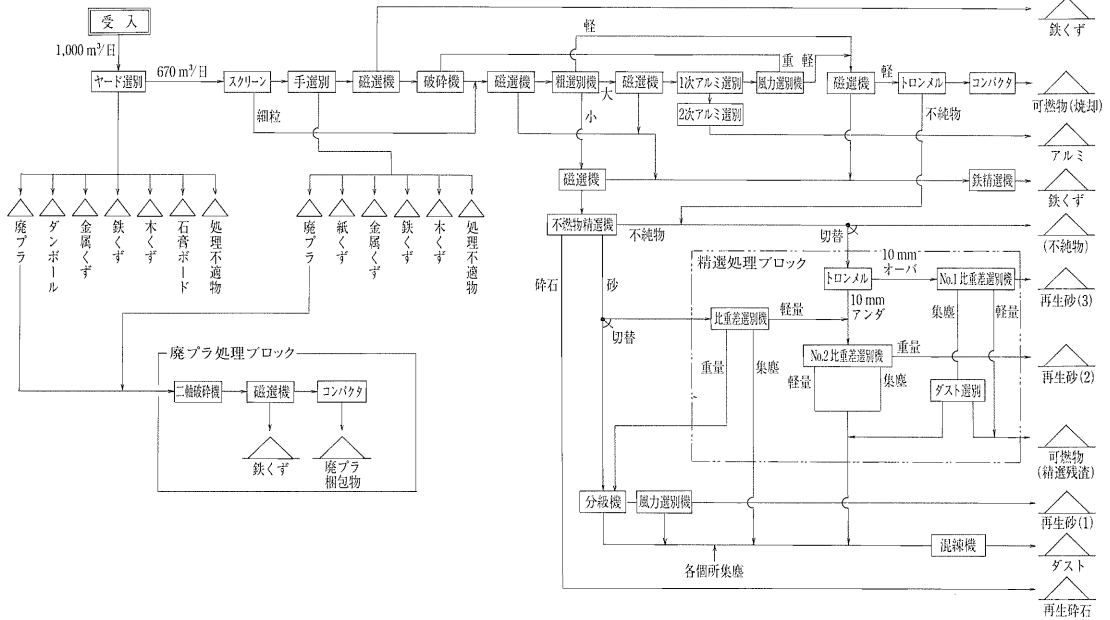 受入
1,000 m³/日
ヤード選別
670 m³/日
スクリーン
手選別
磁選機
破砕機
磁選機
粗選別機
磁選機
1次アルミ選別
2次アルミ選別
風力選別機
磁選機
トロンメル
コンパクタ
軽
重
軽
軽
大
小
細粒
不純物
鉄くず
可燃物(焼却)
アルミ
磁選機
鉄精選機
鉄くず
不燃物精選機
不純物
切替
(不純物)
廃プラ
ダンボール
金属くず
鉄くず
木くず
石膏ボード
処理不適物
廃プラ
紙くず
金属くず
鉄くず
木くず
処理不適物
砕石
砂
切替
精選処理ブロック
トロンメル
10 mm
オーバ
No.1 比重差選別機
再生砂(3)
10 mm
アンダ
集塵
軽量
比重差選別機
軽量
重量
集塵
No.2 比重差選別機
重量
軽量
集塵
再生砂(2)
ダスト選別
可燃物
(精選残渣)
廃プラ処理ブロック
二軸破砕機
磁選機
コンパクタ
鉄くず
廃プラ
梱包物
分級機
風力選別機
再生砂(1)
各個所集塵
混練機
ダスト
再生砕石